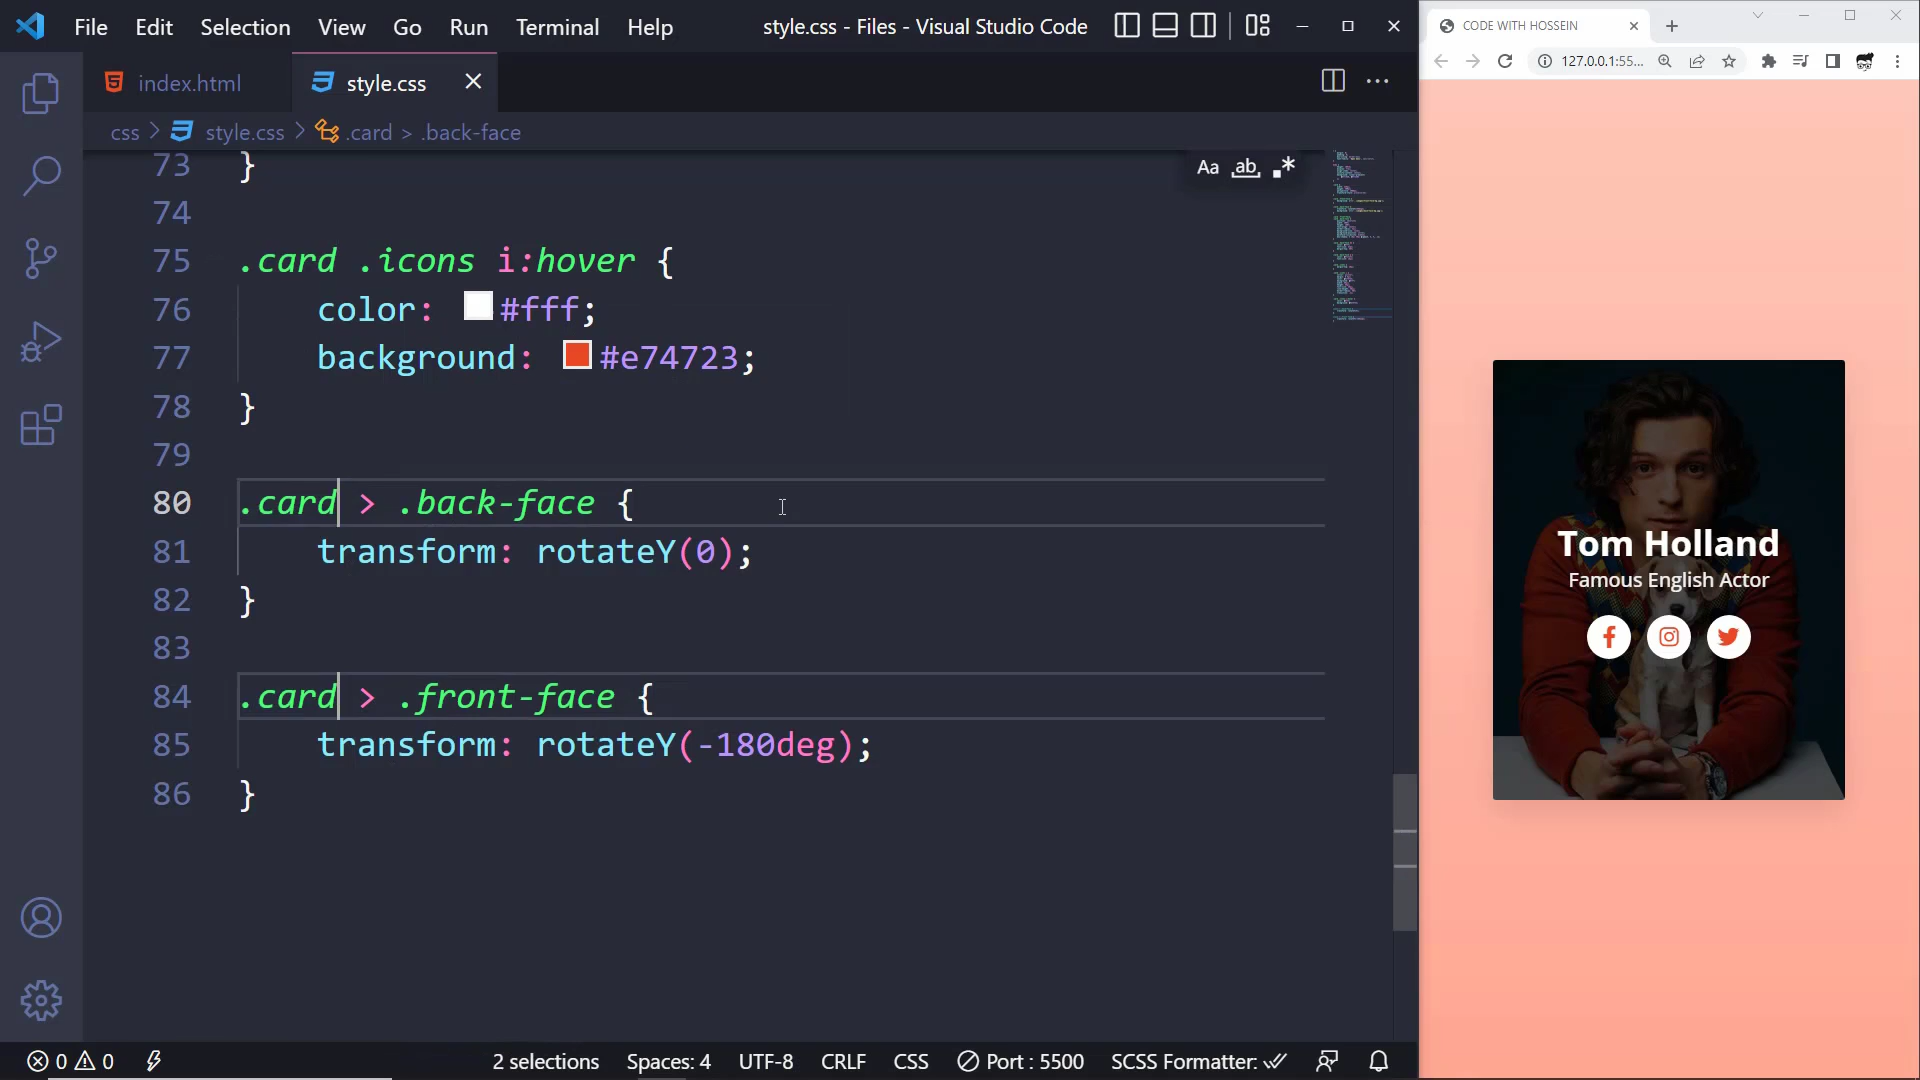 File Edit Selection View Go Run Terminal Help
style.css - Files - Visual Studio Code
index.html
style.css
css > style.css > .card > .back-face
Aa ab .*
73 }
74
75 .card .icons i:hover {
76 color: #fff;
77 background: #e74723;
78 }
79
80 .card > .back-face {
81 transform: rotateY(0);
82 }
83
84 .card > .front-face {
85 transform: rotateY(-180deg);
86 }
0 0
2 selections Spaces: 4 UTF-8 CRLF CSS Port : 5500 SCSS Formatter:
CODE WITH HOSSEIN
127.0.0.1:55...
Tom Holland
Famous English Actor